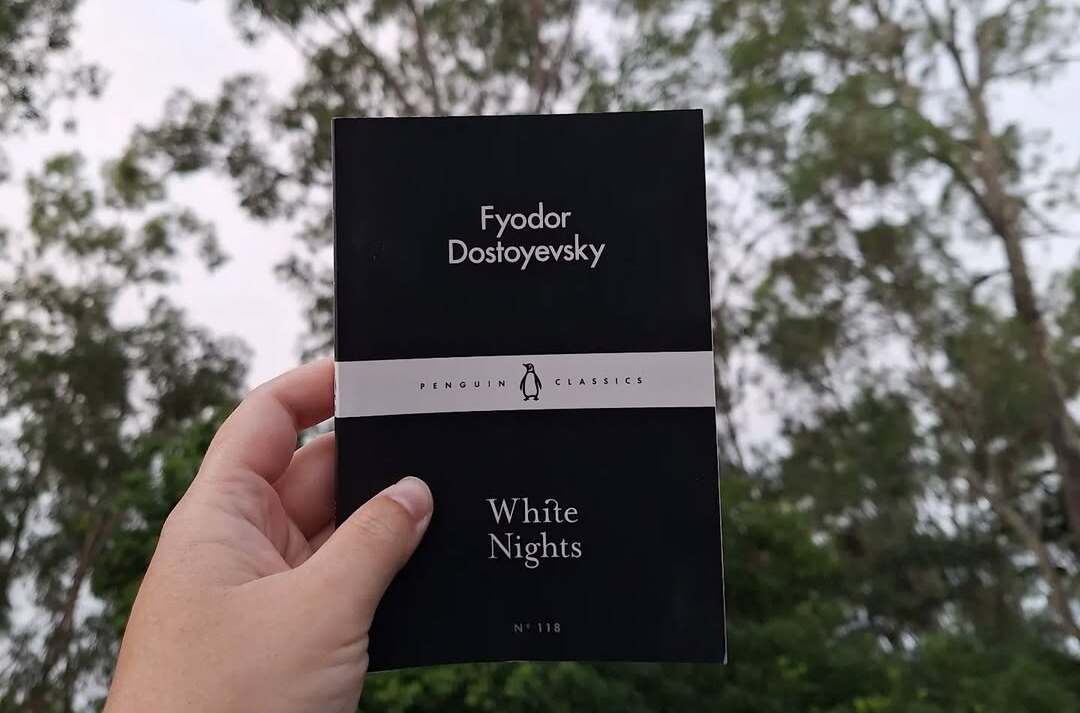 Fyodor
Dostoyevsky
PENGUIN CLASSICS
White
Nights
Nº 118